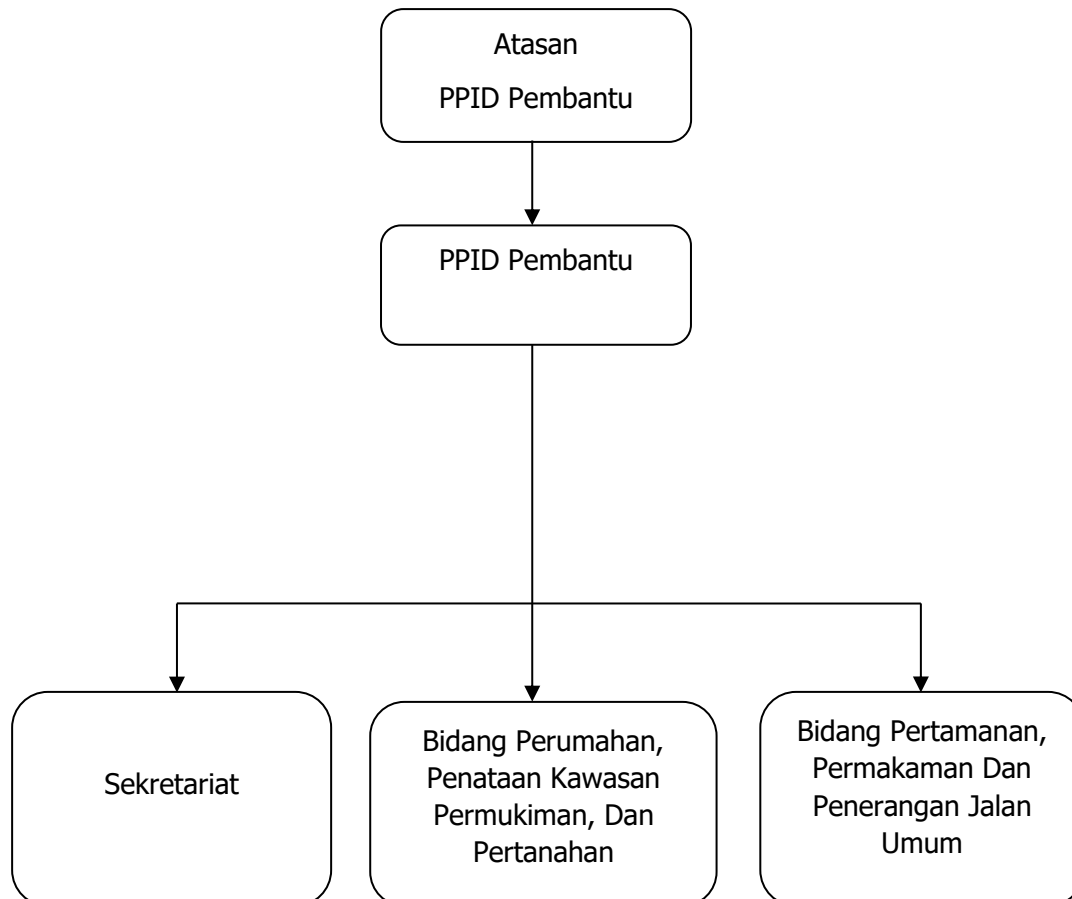 Atasan
PPID Pembantu
PPID Pembantu
Sekretariat
Bidang Perumahan,
Penataan Kawasan
Permukiman, Dan
Pertanahan
Bidang Pertamanan,
Permakaman Dan
Penerangan Jalan
Umum